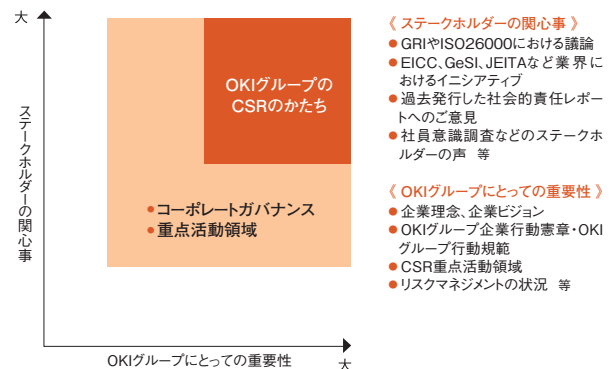 大
ステークホルダーの関心事
OKIグループの
CSRのかたち
●コーポレートガバナンス
●重点活動領域
OKIグループにとっての重要性
大
《 ステークホルダーの関心事 》
●GRIやISO26000における議論
●EICC、GeSI、JEITAなど業界に
おけるイニシアティブ
●過去発行した社会的責任レポー
トへのご意見
●社員意識調査などのステークホ
ルダーの声 等
《 OKIグループにとっての重要性 》
●企業理念、企業ビジョン
●OKIグループ企業行動憲章・OKI
グループ行動規範
●CSR重点活動領域
●リスクマネジメントの状況 等